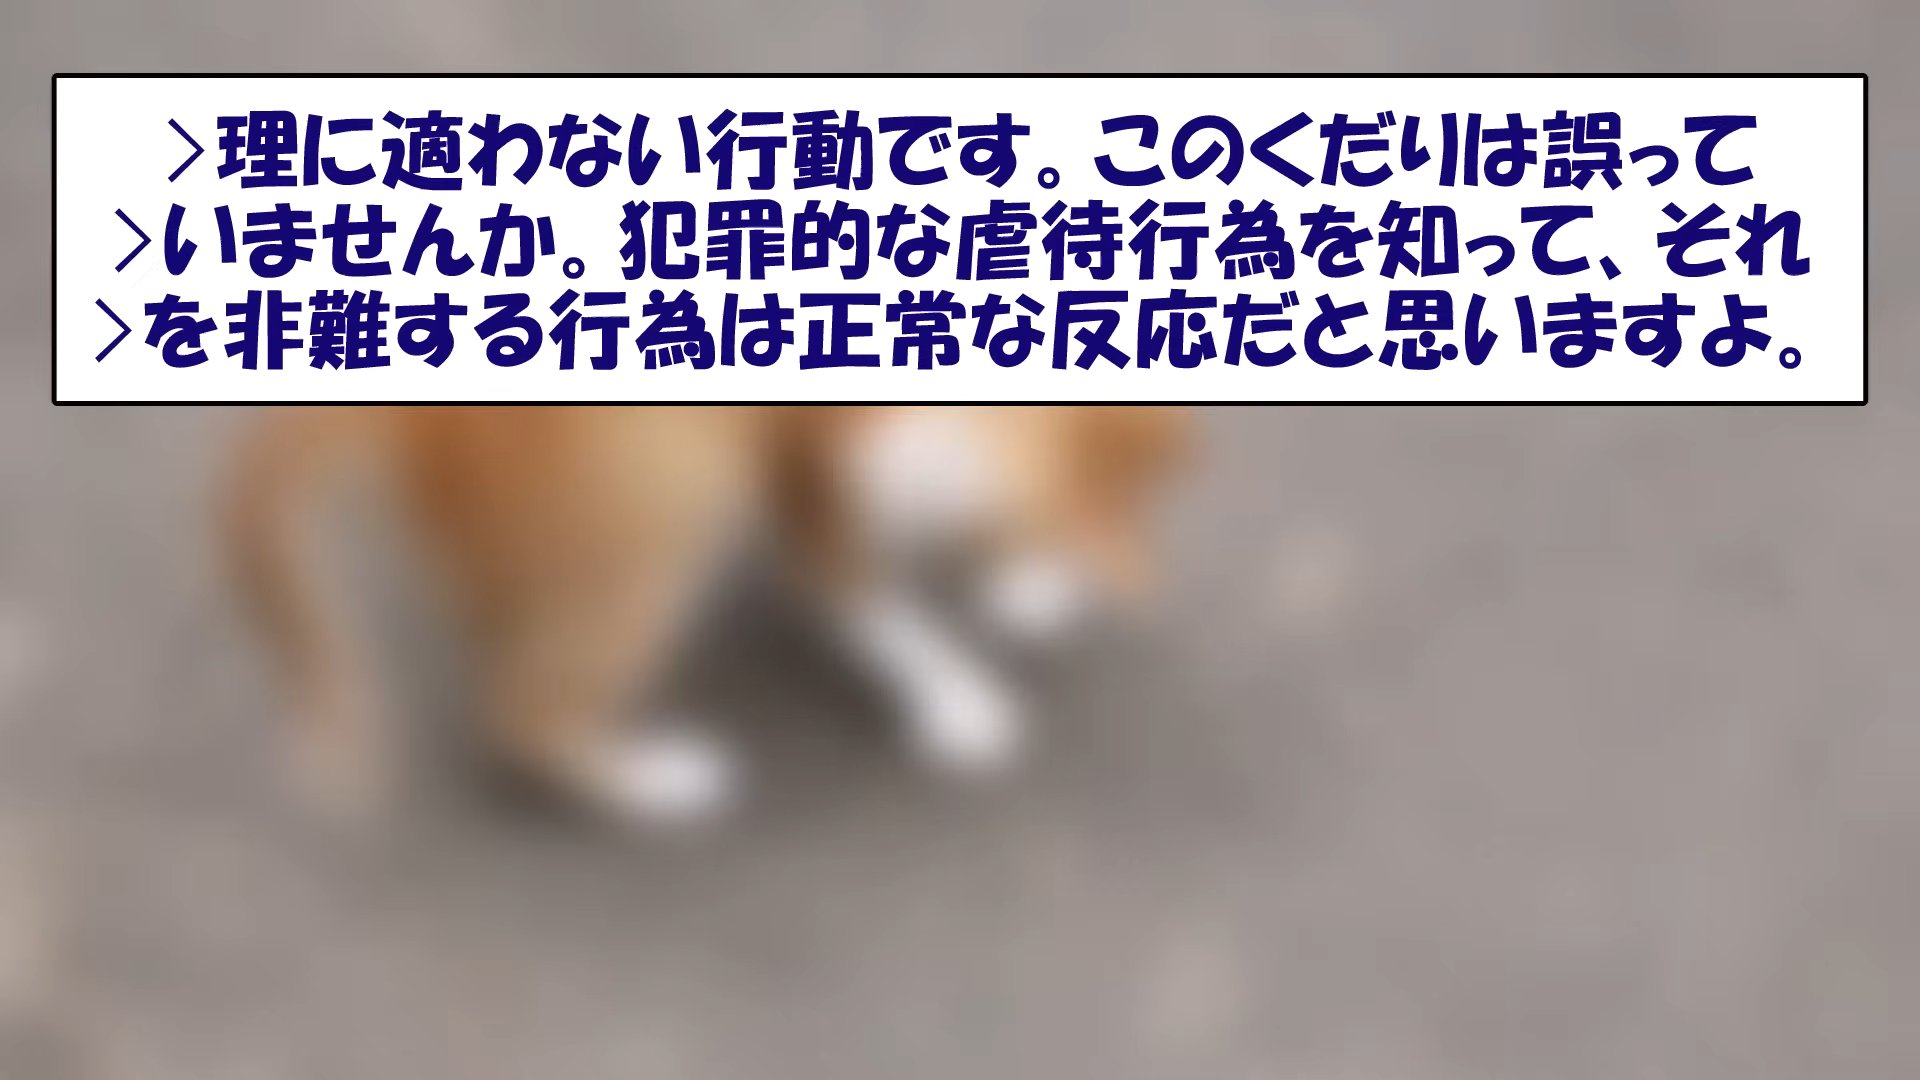 >理に適わない行動です。このくだりは誤って
>いませんか。犯罪的な虐待行為を知って、それ
>を非難する行為は正常な反応だと思いますよ。